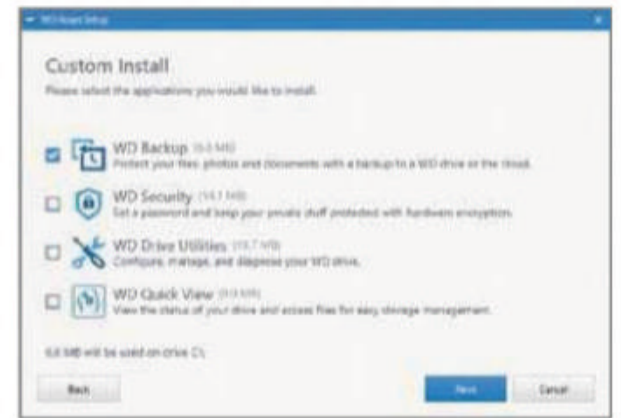 Custom Install
Please select the applications you would like to install.
WD Backup
Protect your files, photos and documents with a backup to a WD drive or the cloud.
WD Security
Set a password and keep your private stuff protected with hardware encryption.
WD Drive Utilities
Configure, manage, and diagnose your WD drive.
WD Quick View
View the status of your drive and access files for easy storage management.
MB will be used on drive C:\
Back
Next
Cancel